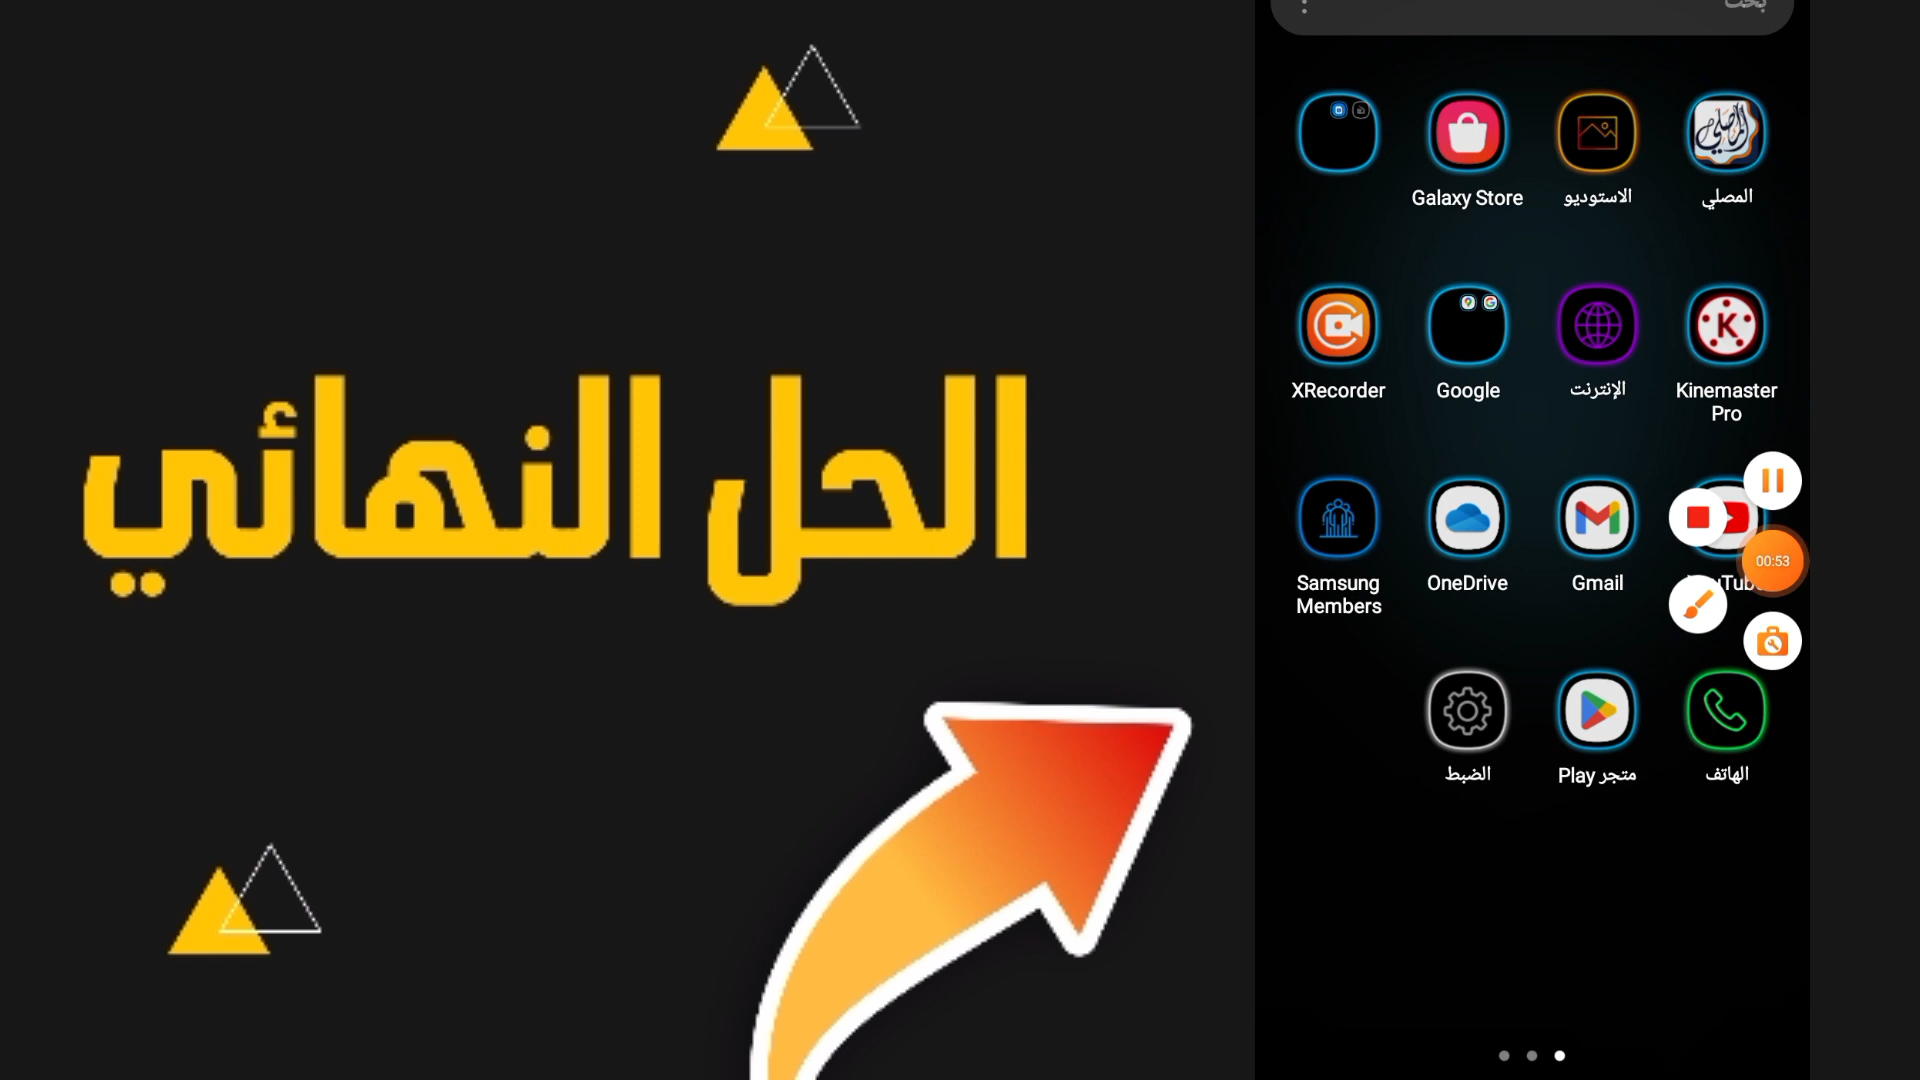 بحث
الحل النهائي
المصلي
الاستوديو
Galaxy Store
Kinemaster
Pro
الإنترنت
Google
XRecorder
Gmail
OneDrive
Samsung
Members
00:53
الهاتف
متجر Play
الضبط